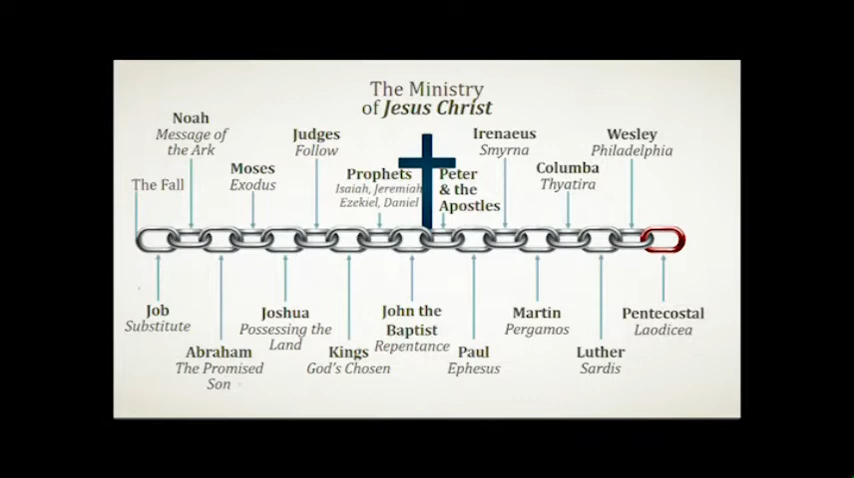 The Ministry
of Jesus Christ
Noah
Message of
the Ark
Judges
Follow
Irenaeus
Smyrna
Wesley
Philadelphia
The Fall
Moses
Exodus
Prophets
Isaiah, Jeremiah
Ezekiel, Daniel
Peter
& the
Apostles
Columba
Thyatira
Job
Substitute
Abraham
The Promised
Son
Joshua
Possessing the
Land
Kings
God's Chosen
John the
Baptist
Repentance
Paul
Ephesus
Martin
Pergamos
Luther
Sardis
Pentecostal
Laodicea